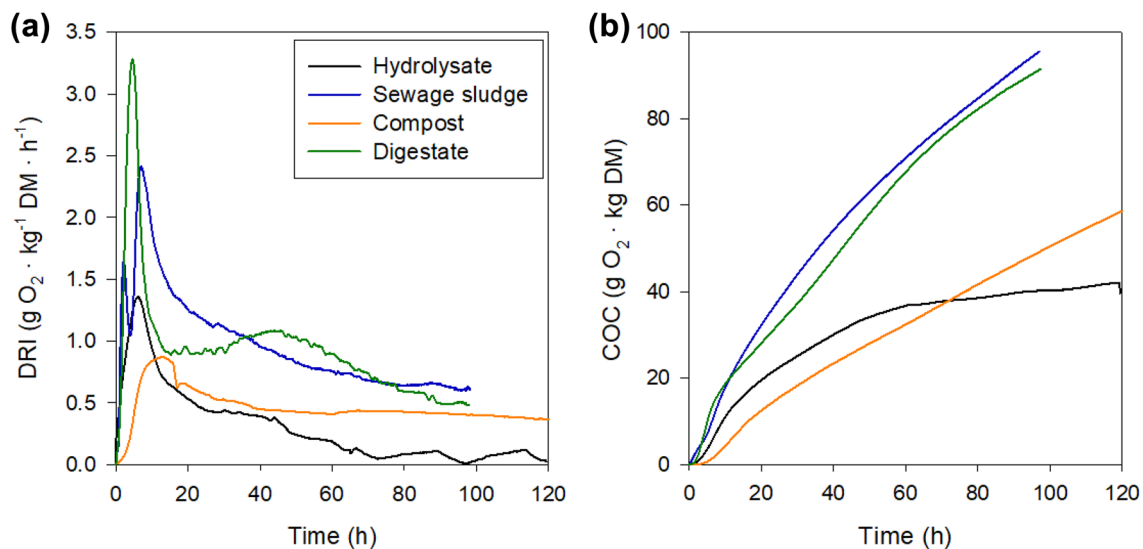 (a)
DRI (g O₂ · kg⁻¹ DM · h⁻¹)
3.5
3.0
2.5
2.0
1.5
1.0
0.5
0.0
Hydrolysate
Sewage sludge
Compost
Digestate
0 20 40 60 80 100 120
Time (h)
(b)
COC (g O₂ · kg DM)
100
80
60
40
20
0
0 20 40 60 80 100 120
Time (h)